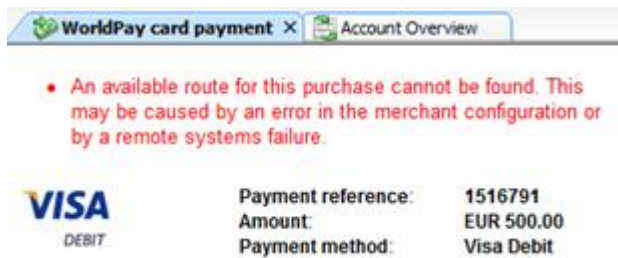 WorldPay card payment
Account Overview
• An available route for this purchase cannot be found. This
may be caused by an error in the merchant configuration or
by a remote systems failure.
VISA
DEBIT
Payment reference: 1516791
Amount: EUR 500.00
Payment method: Visa Debit